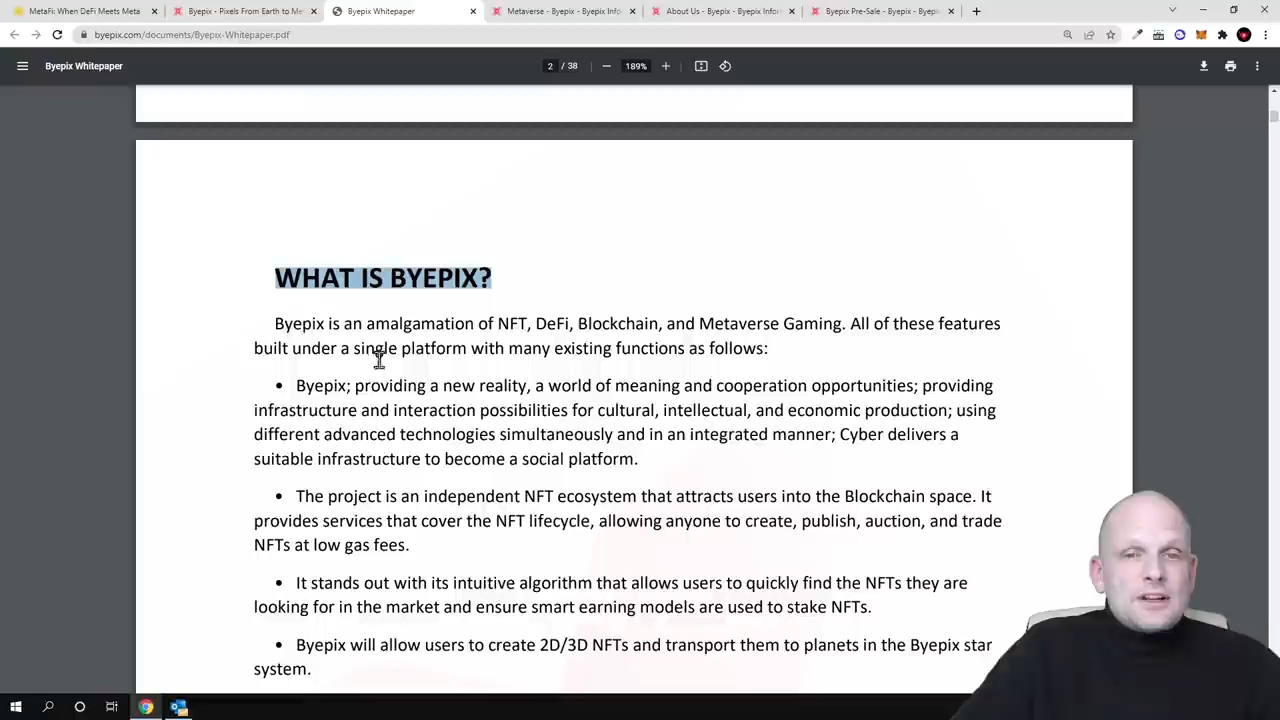 MetaFi: When DeFi Meets Meta
Byepix - Pixels From Earth to Me
Byepix Whitepaper
Metaverse - Byepix - Byepix Info
About Us - Byepix - Byepix Infor
Byepix Pre-Sale - Byepix - Byepi
byepix.com/documents/Byepix-Whitepaper.pdf
Byepix Whitepaper
2 / 38
189%
WHAT IS BYEPIX?
Byepix is an amalgamation of NFT, DeFi, Blockchain, and Metaverse Gaming. All of these features
built under a single platform with many existing functions as follows:
• Byepix; providing a new reality, a world of meaning and cooperation opportunities; providing
infrastructure and interaction possibilities for cultural, intellectual, and economic production; using
different advanced technologies simultaneously and in an integrated manner; Cyber delivers a
suitable infrastructure to become a social platform.
• The project is an independent NFT ecosystem that attracts users into the Blockchain space. It
provides services that cover the NFT lifecycle, allowing anyone to create, publish, auction, and trade
NFTs at low gas fees.
• It stands out with its intuitive algorithm that allows users to quickly find the NFTs they are
looking for in the market and ensure smart earning models are used to stake NFTs.
• Byepix will allow users to create 2D/3D NFTs and transport them to planets in the Byepix star
system.